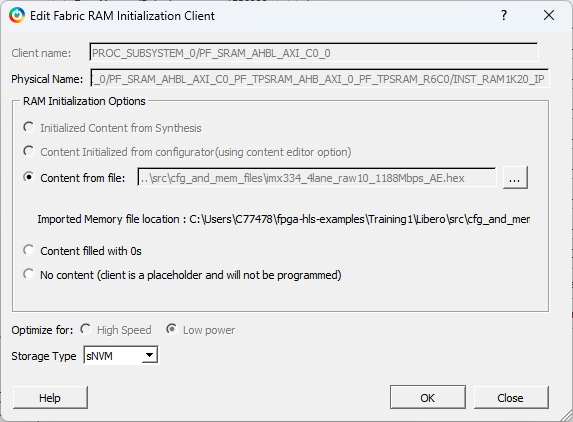 Edit Fabric RAM Initialization Client
Client name: PROC_SUBSYSTEM_0/PF_SRAM_AHBL_AXI_C0_0
Physical Name: _0/PF_SRAM_AHBL_AXI_C0_PF_TPSRAM_AHB_AXI_0_PF_TPSRAM_R6C0/INST_RAM1K20_IP
RAM Initialization Options
Initialized Content from Synthesis
Content Initialized from configurator(using content editor option)
Content from file: ..\src\cfg_and_mem_files\imx334_4lane_raw10_1188Mbps_AE.hex ...
Imported Memory file location : C:\Users\C77478\fpga-hls-examples\Training1\Libero\src\cfg_and_mem
Content filled with 0s
No content (client is a placeholder and will not be programmed)
Optimize for: High Speed Low power
Storage Type sNVM
Help OK Close